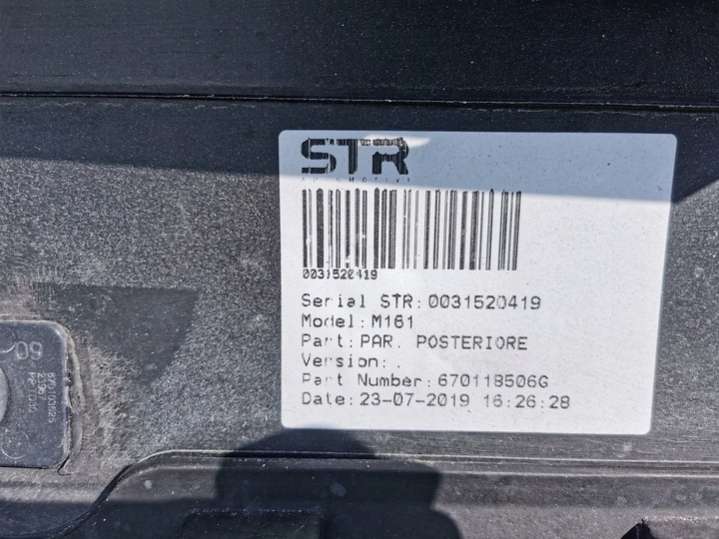 STR
0031520419
Serial STR: 0031520419
Model: M161
Part: PAR. POSTERIORE
Version: .
Part Number: 670118506G
Date: 23-07-2019 16:26:28
60